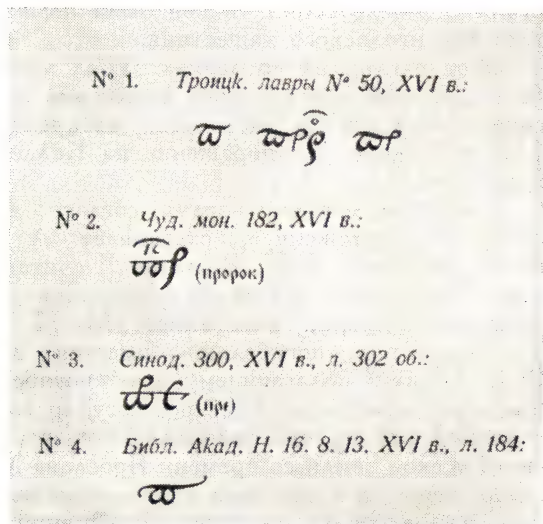 № 1. Троицк. лавры № 50, XVI в.:
ѿ
№ 2. Чуд. мон. 182, XVI в.:
(пророк)
№ 3. Синод. 300, XVI в., л. 302 об.:
(при)
№ 4. Библ. Акад. Н. 16. 8. 13. XVI в., л. 184: